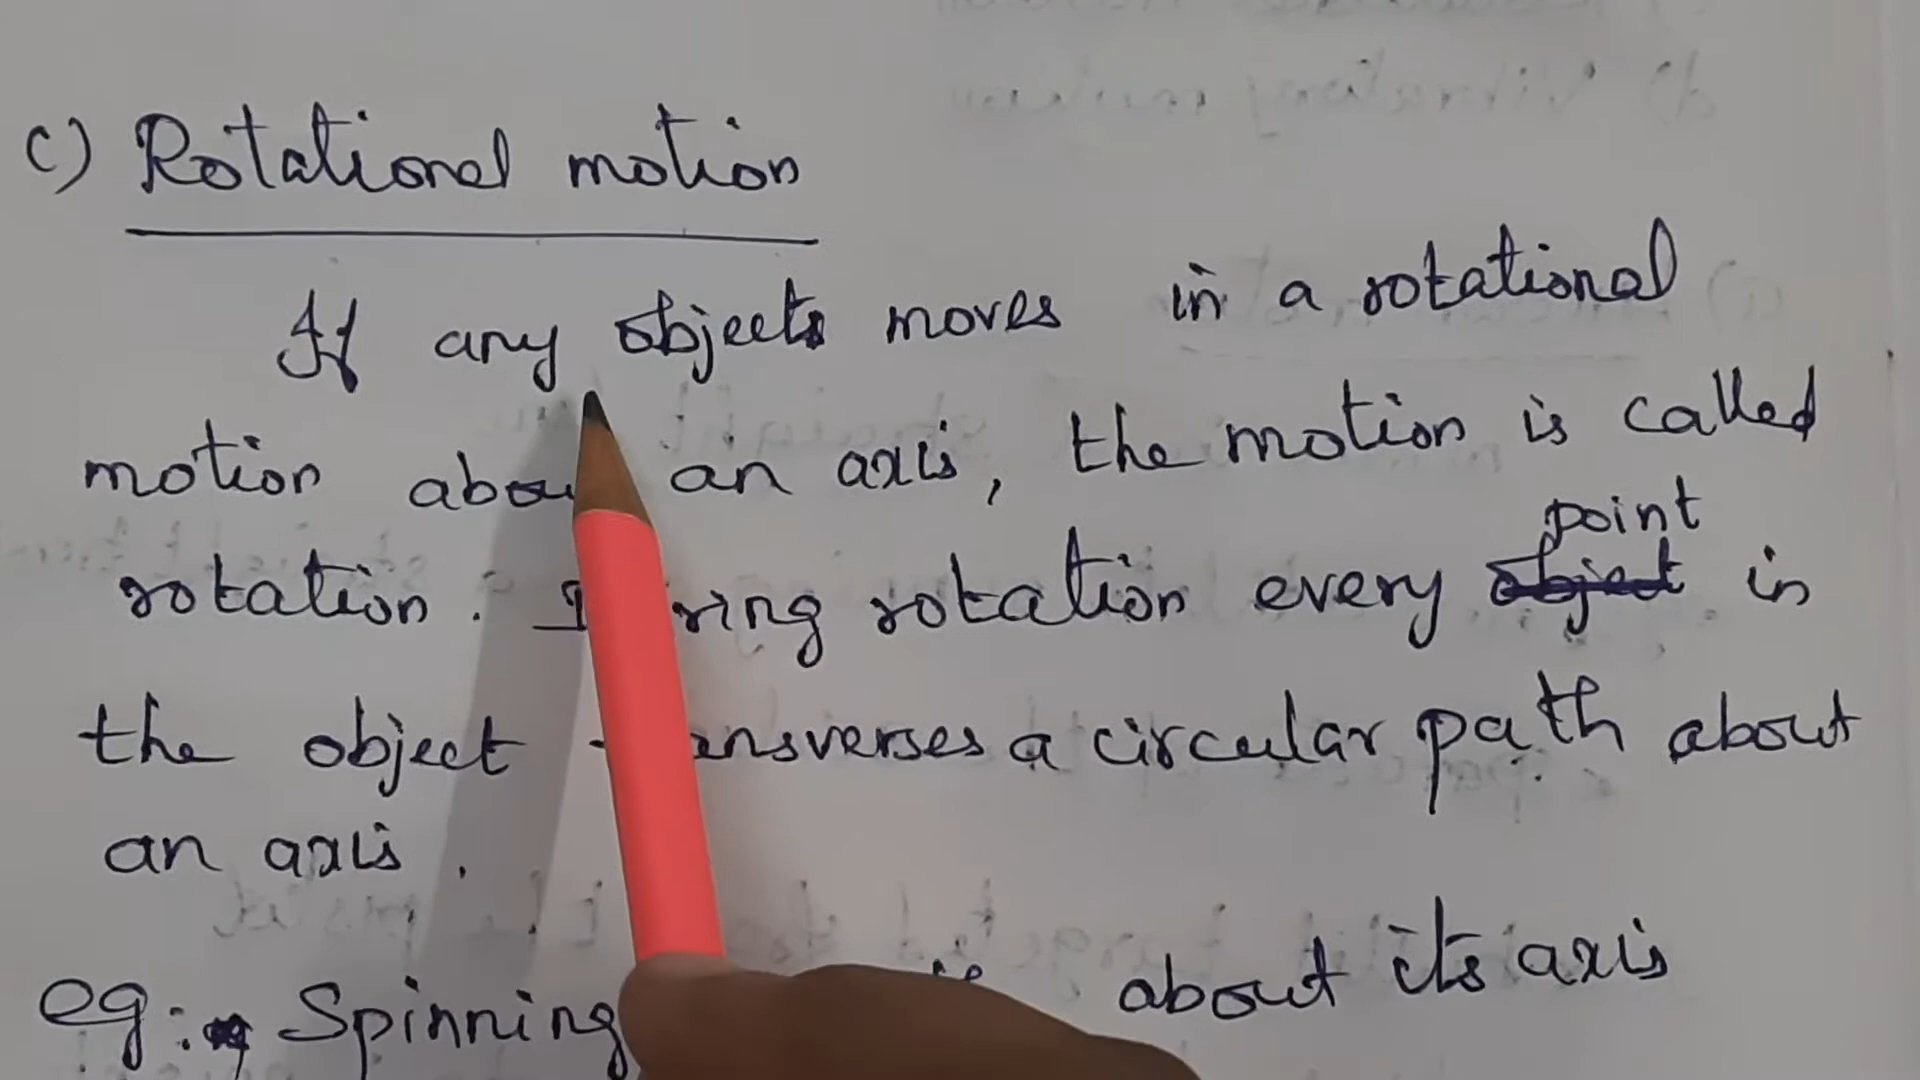 c) Rotational motion
If any objects moves in a rotational
motion abou an axis, the motion is called
rotation. ring rotation every point in
the object ansverses a circular path about
an axis.
eg: Spinning about its axis